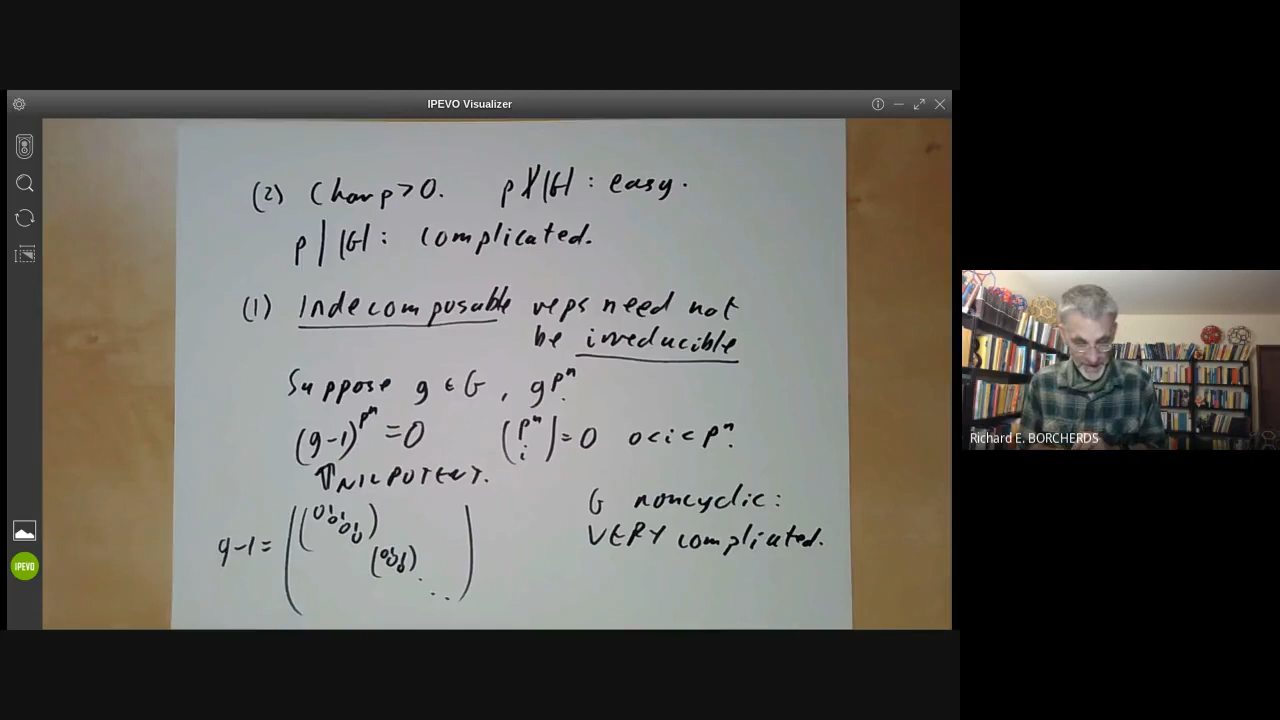 IPEVO Visualizer
(2) Char p > 0. p ∤ |G| : easy.
p | |G| : complicated.
(1) Indecomposable reps need not
be irreducible
Suppose g ∈ G , g^{p^n}.
(g-1)^{p^n} = 0 (p^n i) = 0 0 < i < p^n.
⇑ NILPOTENT.
G noncyclic:
VERY complicated.
g-1 =
IPEVO
Richard E. BORCHERDS